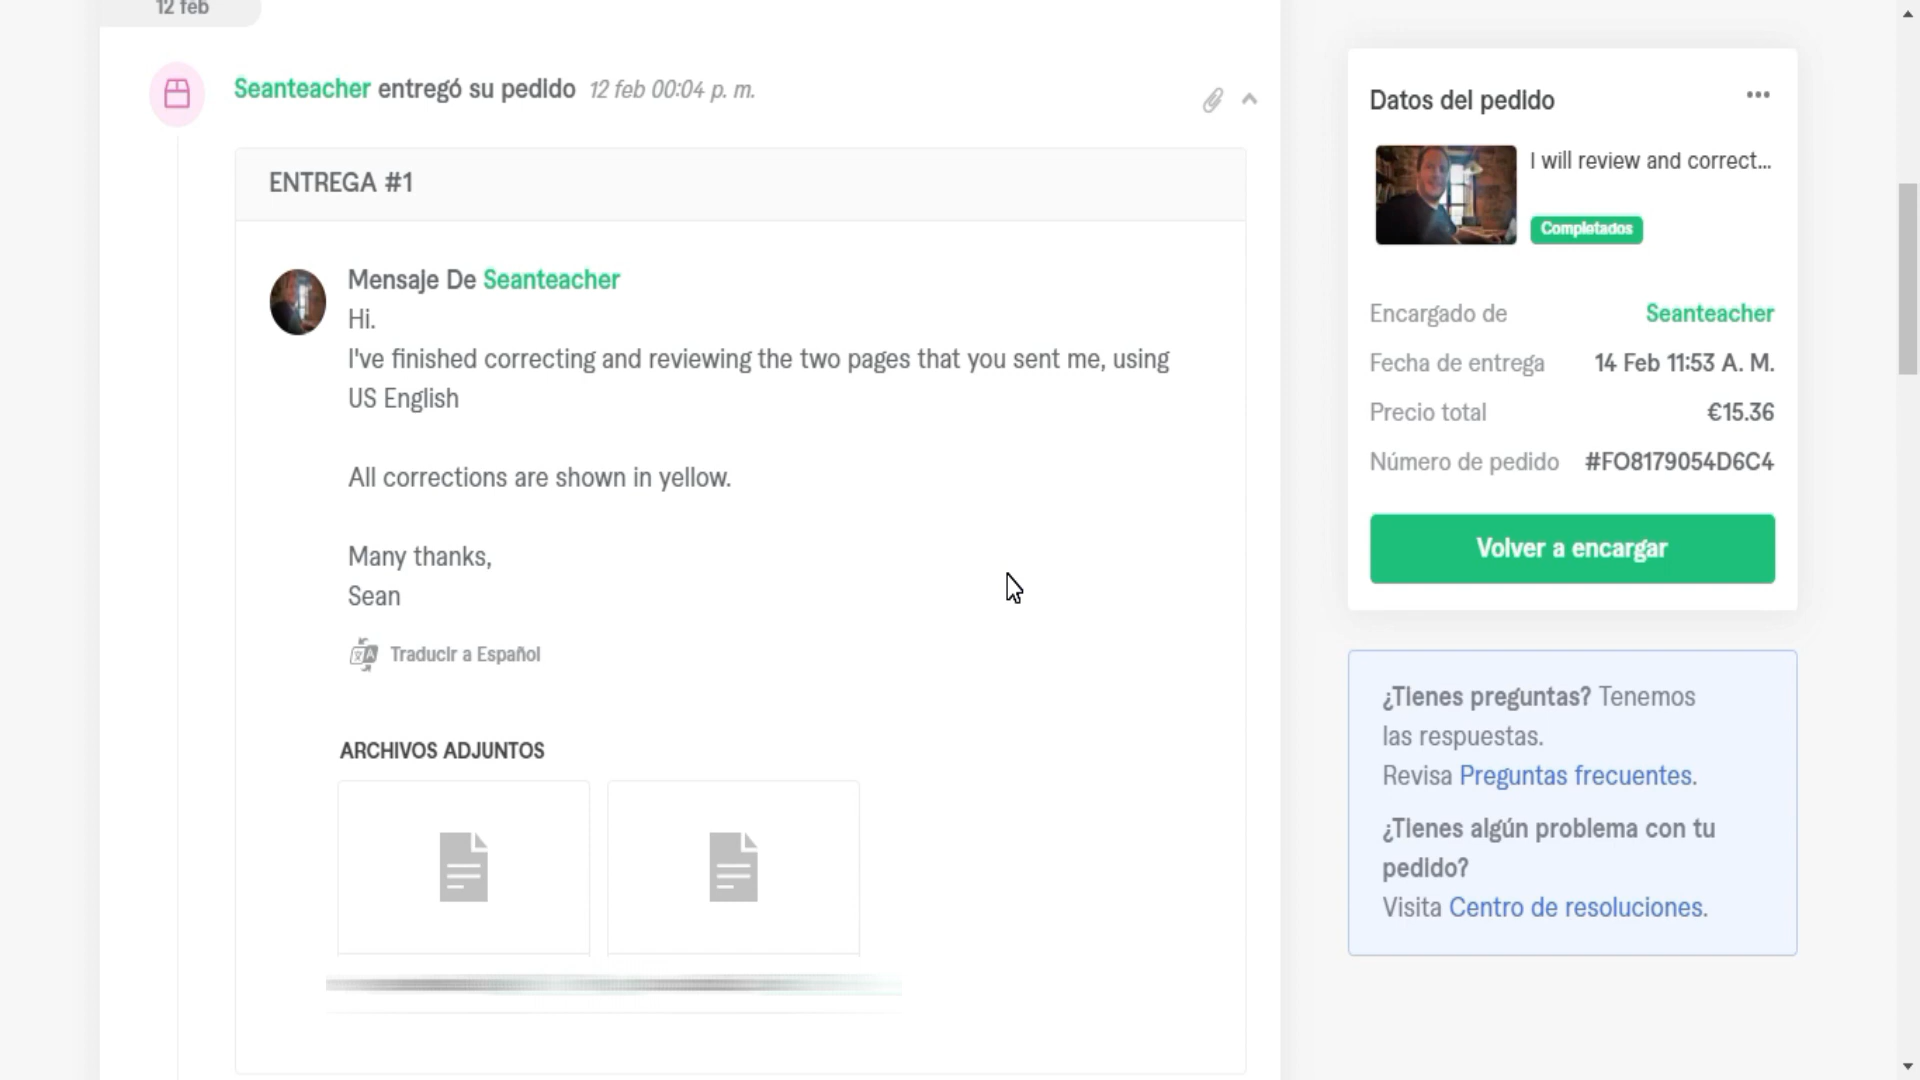 12 feb
Seanteacher entregó su pedido 12 feb 00:04 p. m.
ENTREGA #1
Mensaje De Seanteacher
Hi.
I've finished correcting and reviewing the two pages that you sent me, using
US English
All corrections are shown in yellow.
Many thanks,
Sean
Traducir a Español
ARCHIVOS ADJUNTOS
Datos del pedido
I will review and correct...
Completados
Encargado de Seanteacher
Fecha de entrega 14 Feb 11:53 A. M.
Precio total €15.36
Número de pedido #FO8179054D6C4
Volver a encargar
¿Tienes preguntas? Tenemos
las respuestas.
Revisa Preguntas frecuentes.
¿Tienes algún problema con tu
pedido?
Visita Centro de resoluciones.